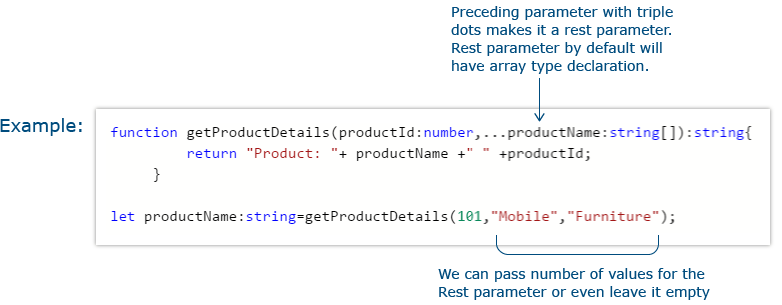 Preceding parameter with triple
dots makes it a rest parameter.
Rest parameter by default will
have array type declaration.
Example:
function getProductDetails(productId:number,...productName:string[]):string{
return "Product: "+ productName +" " +productId;
}
let productName:string=getProductDetails(101,"Mobile","Furniture");
We can pass number of values for the
Rest parameter or even leave it empty